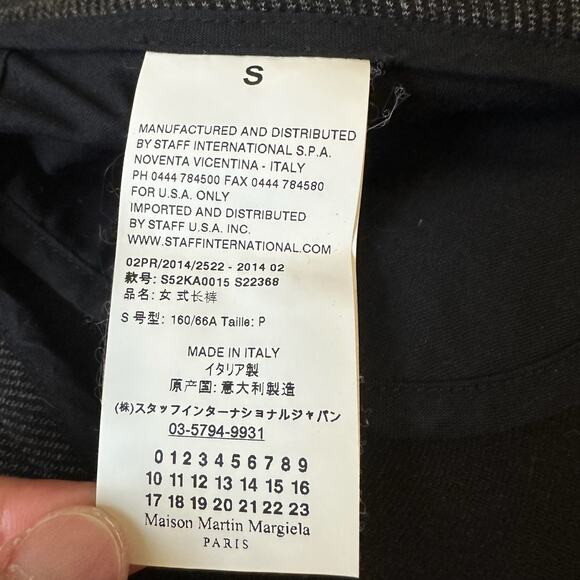 S
MANUFACTURED AND DISTRIBUTED
BY STAFF INTERNATIONAL S.P.A.
NOVENTA VICENTINA - ITALY
PH 0444 784500 FAX 0444 784580
FOR U.S.A. ONLY
IMPORTED AND DISTRIBUTED
BY STAFF U.S.A. INC.
WWW.STAFFINTERNATIONAL.COM
02PR/2014/2522 - 2014 02
款号: S52KA0015 S22368
品名: 女 式长裤
S 号型: 160/66A Taille: P
MADE IN ITALY
イタリア製
原产国: 意大利製造
(株)スタッフインターナショナルジャパン
03-5794-9931
0 1 2 3 4 5 6 7 8 9
10 11 12 13 14 15 16
17 18 19 20 21 22 23
Maison Martin Margiela
PARIS